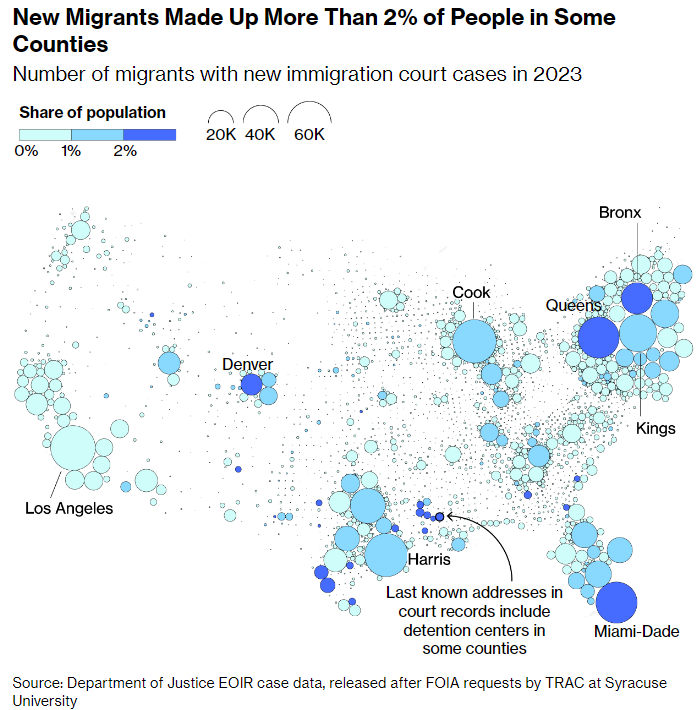 New Migrants Made Up More Than 2% of People in Some
Counties
Number of migrants with new immigration court cases in 2023
Share of population
0% 1% 2%
20K 40K 60K
Bronx
Cook
Queens
Denver
Kings
Los Angeles
Harris
Last known addresses in
court records include
detention centers in
some counties
Miami-Dade
Source: Department of Justice EOIR case data, released after FOIA requests by TRAC at Syracuse
University